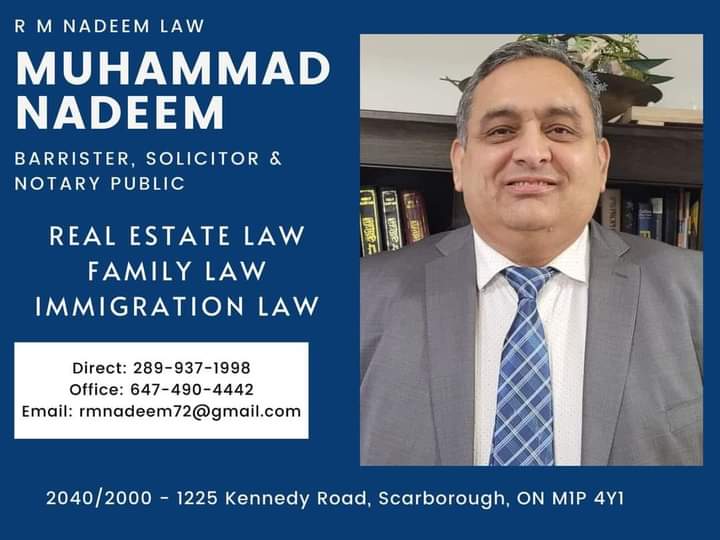 R M NADEEM LAW
MUHAMMAD
NADEEM
BARRISTER, SOLICITOR &
NOTARY PUBLIC
REAL ESTATE LAW
FAMILY LAW
IMMIGRATION LAW
Direct: 289-937-1998
Office: 647-490-4442
Email: rmnadeem72@gmail.com
2040/2000 - 1225 Kennedy Road, Scarborough, ON M1P 4Y1